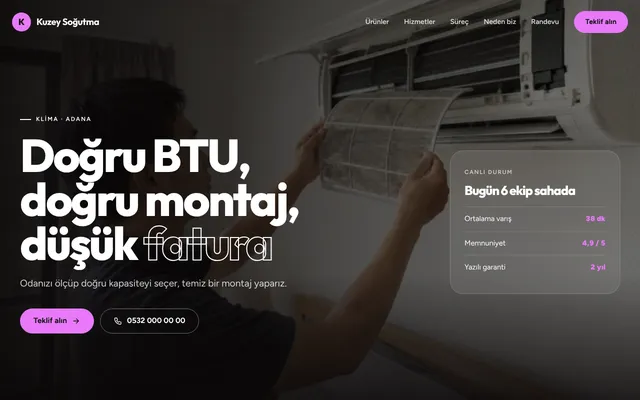 K Kuzey Soğutma
Ürünler Hizmetler Süreç Neden biz Randevu Teklif alın
KLİMA · ADANA
Doğru BTU,
doğru montaj,
düşük fatura
Odanızı ölçüp doğru kapasiteyi seçer, temiz bir montaj yaparız.
Teklif alın →
0532 000 00 00
CANLI DURUM
Bugün 6 ekip sahada
Ortalama varış 38 dk
Memnuniyet 4,9 / 5
Yazılı garanti 2 yıl